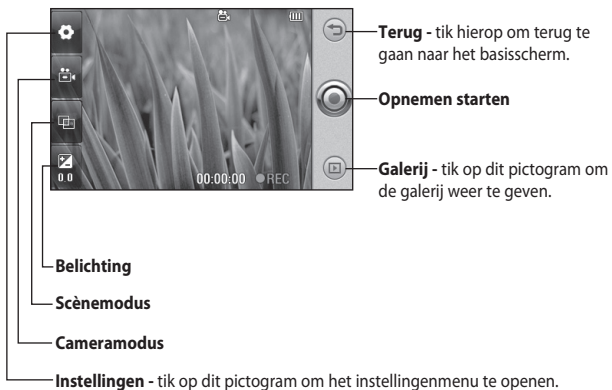 Terug - tik hierop om terug te
gaan naar het basisscherm.
Opnemen starten
Galerij - tik op dit pictogram om
de galerij weer te geven.
0.0
00:00:00 REC
Belichting
Scènemodus
Cameramodus
Instellingen - tik op dit pictogram om het instellingenmenu te openen.